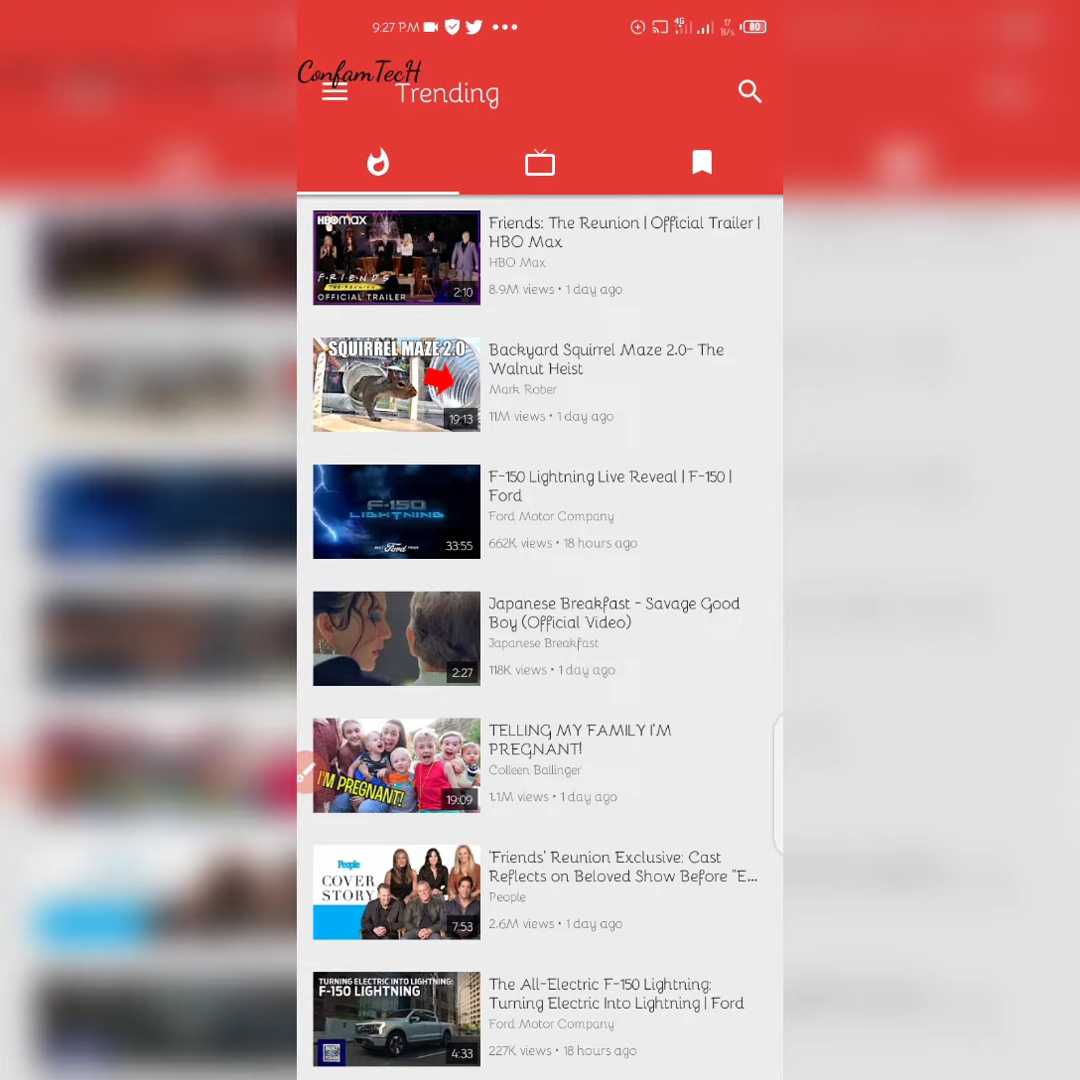 9:27 PM
4G
17
B/s
80
ConfamTecH
Trending
HBOMAX
FRIENDS
THE REUNION
OFFICIAL TRAILER
2:10
Friends: The Reunion | Official Trailer |
HBO Max
HBO Max
8.9M views • 1 day ago
SQUIRREL MAZE 2.0
19:13
Backyard Squirrel Maze 2.0- The
Walnut Heist
Mark Rober
11M views • 1 day ago
F-150
LIGHTNING
Ford
33:55
F-150 Lightning Live Reveal | F-150 |
Ford
Ford Motor Company
662K views • 18 hours ago
2:27
Japanese Breakfast - Savage Good
Boy (Official Video)
Japanese Breakfast
118K views • 1 day ago
I'M PREGNANT!
19:09
TELLING MY FAMILY I'M
PREGNANT!
Colleen Ballinger
1.1M views • 1 day ago
People
COVER
STORY
7:53
'Friends' Reunion Exclusive: Cast
Reflects on Beloved Show Before "E...
People
2.6M views • 1 day ago
TURNING ELECTRIC INTO LIGHTNING:
F-150 LIGHTNING
4:33
The All-Electric F-150 Lightning:
Turning Electric Into Lightning | Ford
Ford Motor Company
227K views • 18 hours ago